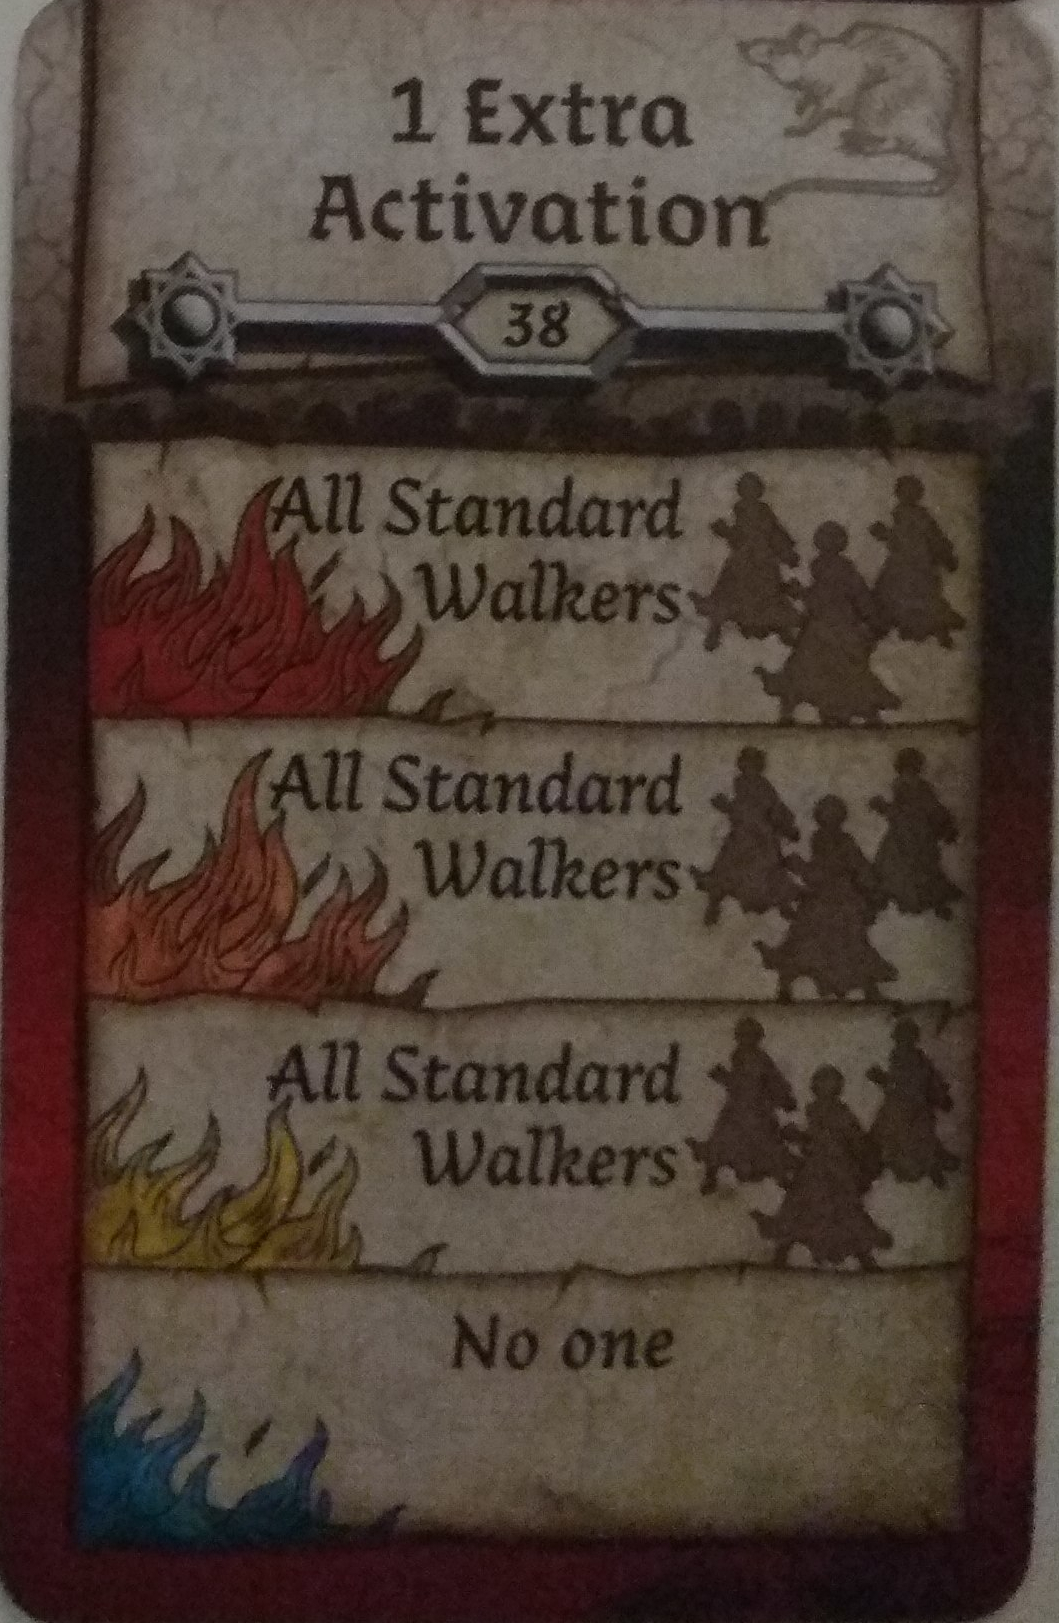 1 Extra
Activation
38
All Standard
Walkers
All Standard
Walkers
All Standard
Walkers
No one